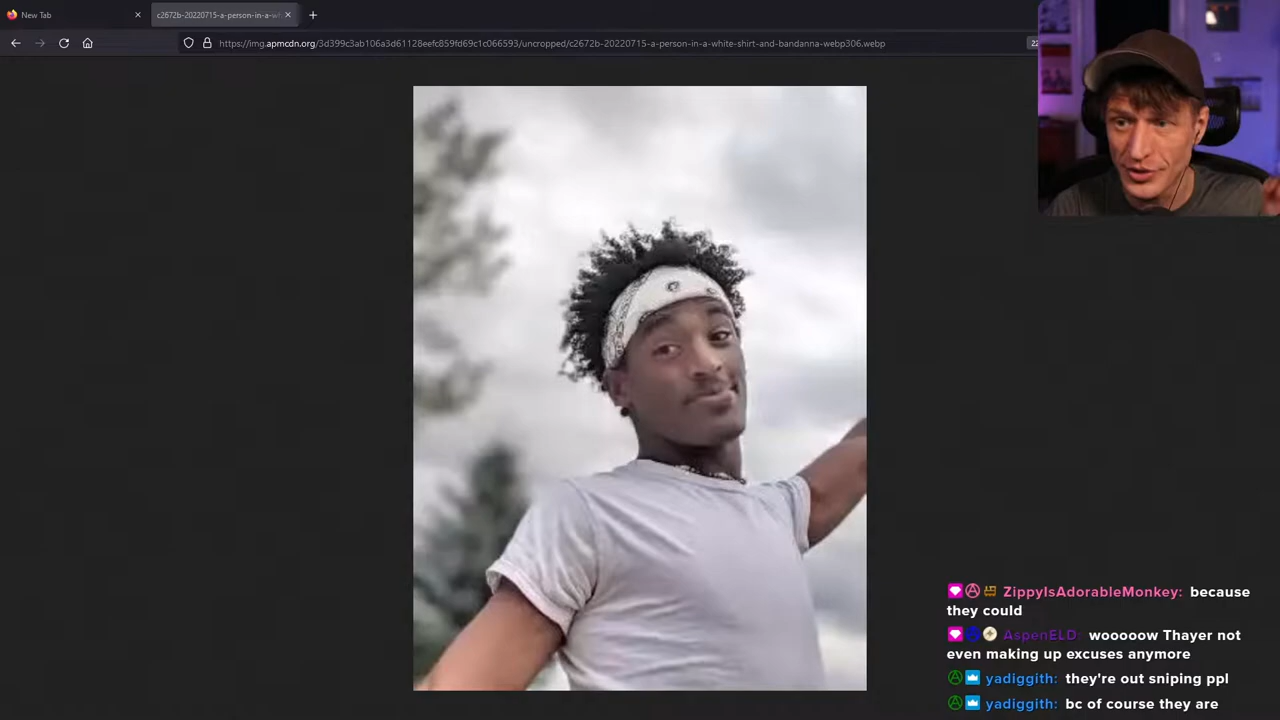 New Tab
c2672b-20220715-a-person-in-a-w
https://img.apmcdn.org/3d399c3ab106a3d61128eefc859fd69c1c066593/uncropped/c2672b-20220715-a-person-in-a-white-shirt-and-bandanna-webp306.webp
ZippyIsAdorableMonkey: because
they could
AspenELD: wooooow Thayer not
even making up excuses anymore
yadiggith: they're out sniping ppl
yadiggith: bc of course they are